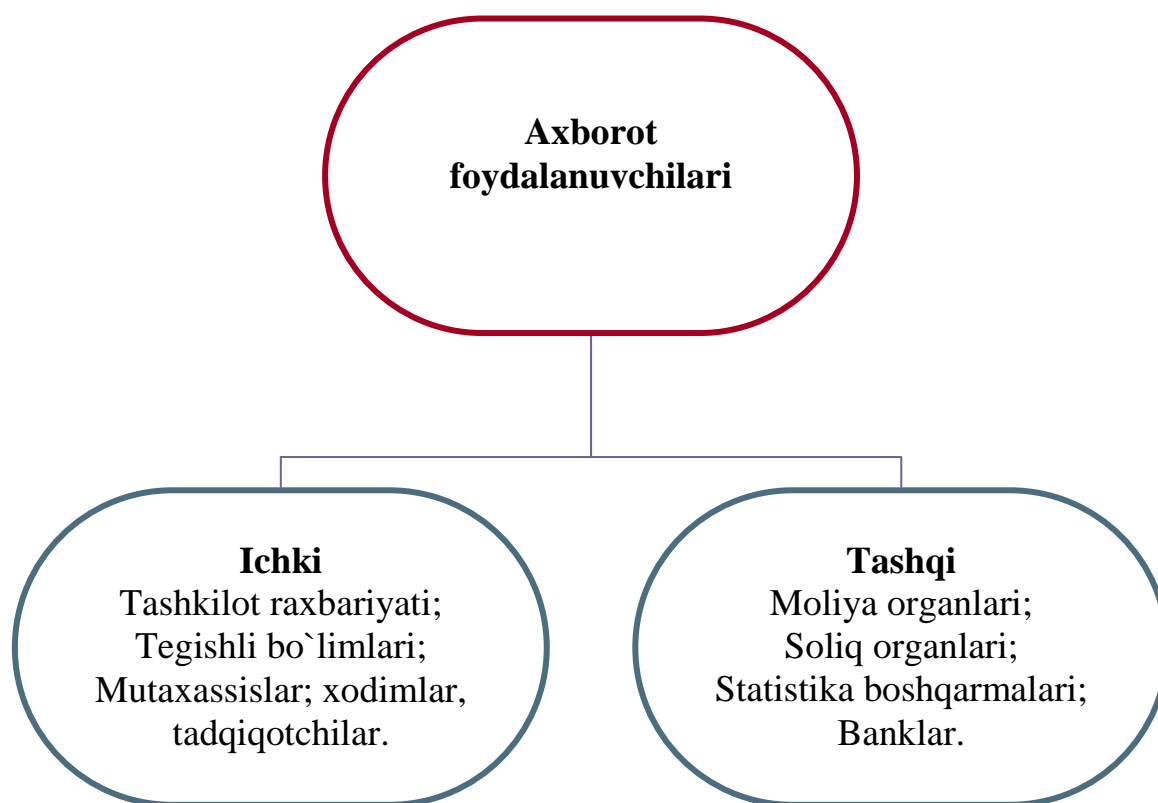 Axborot
foydalanuvchilari
Ichki
Tashkilot raxbariyati;
Tegishli bo`limlari;
Mutaxassislar; xodimlar,
tadqiqotchilar.
Tashqi
Moliya organlari;
Soliq organlari;
Statistika boshqarmalari;
Banklar.